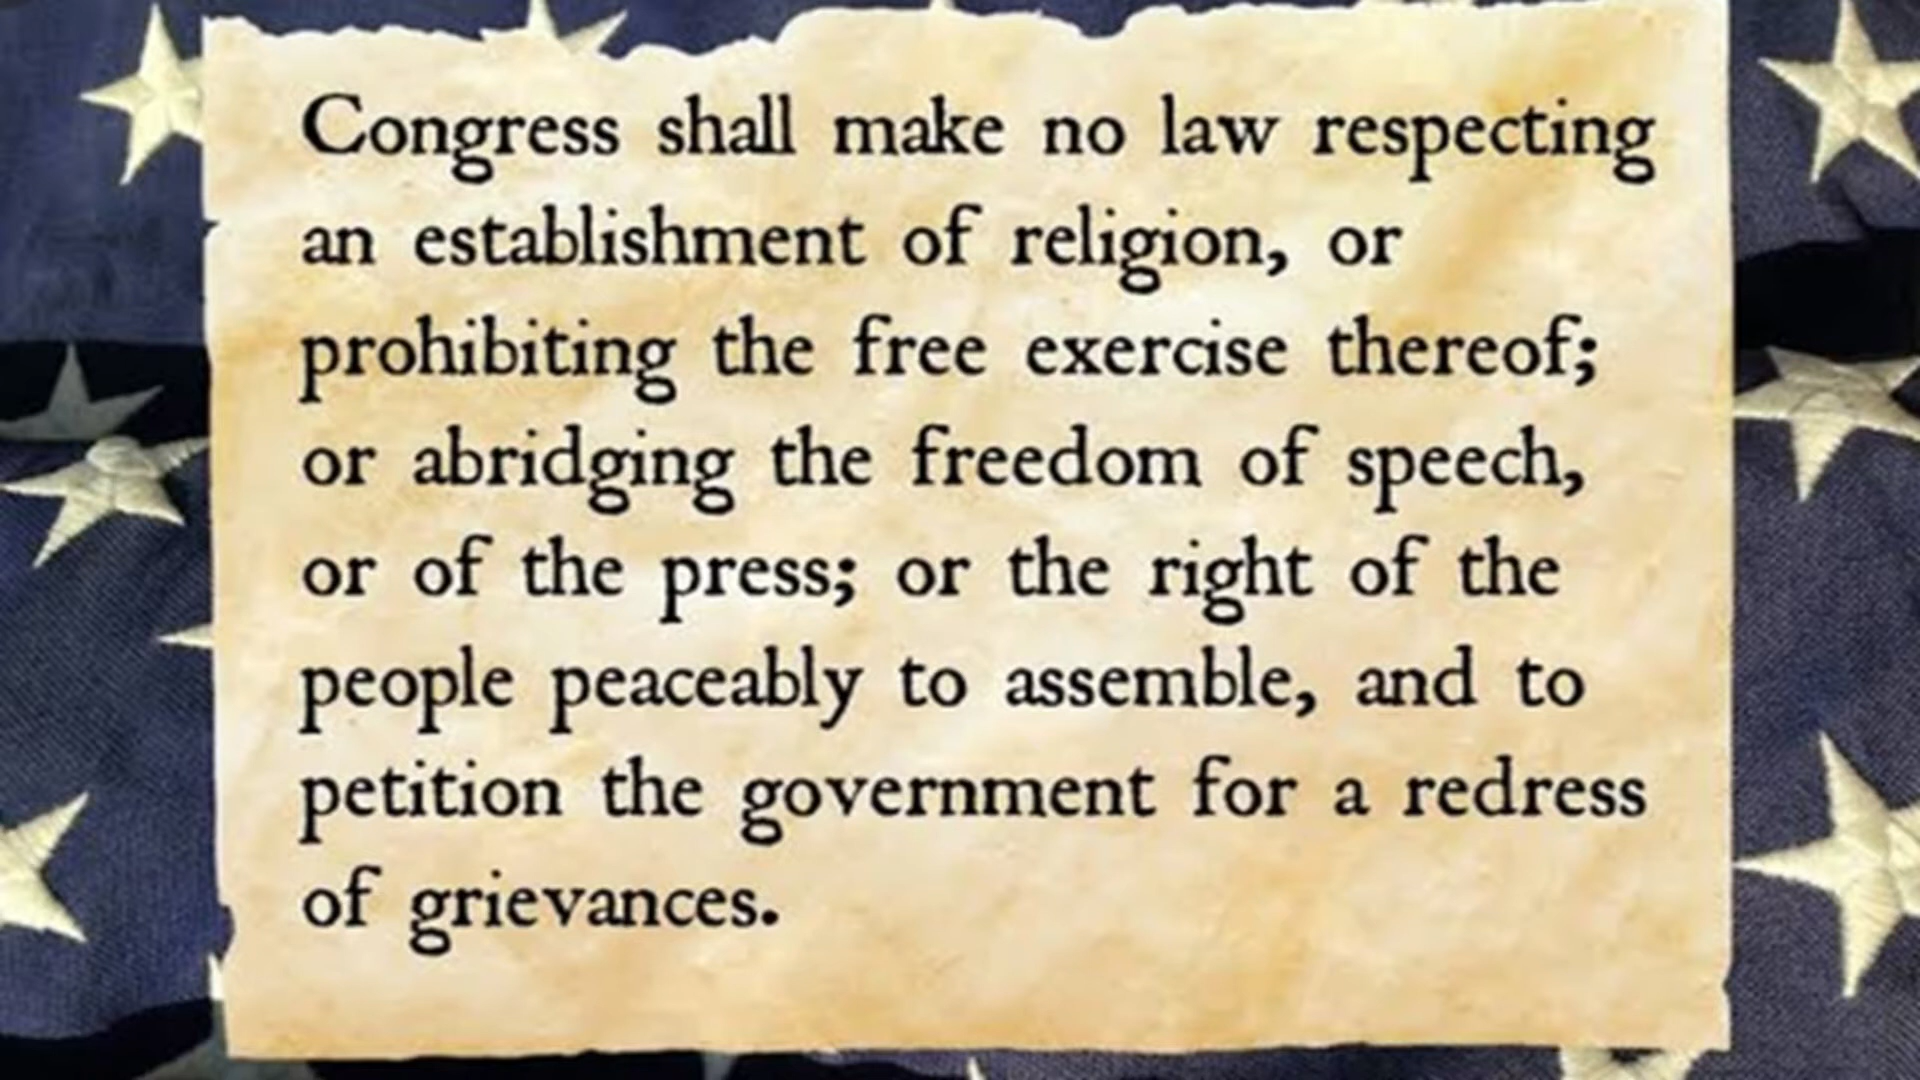 Congress shall make no law respecting
an establishment of religion, or
prohibiting the free exercise thereof;
or abridging the freedom of speech,
or of the press; or the right of the
people peaceably to assemble, and to
petition the government for a redress
of grievances.